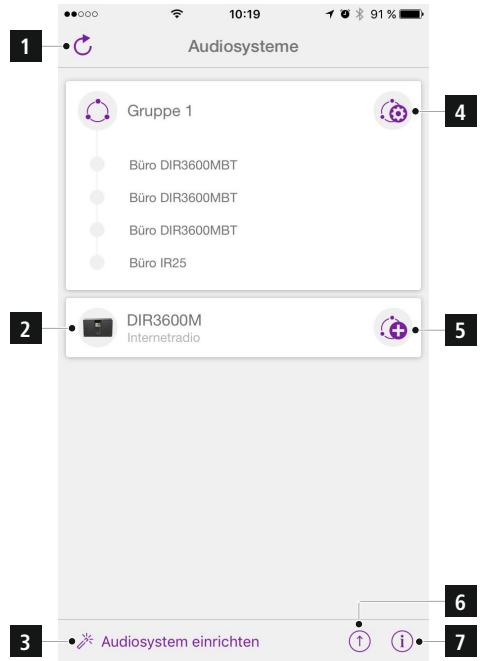 10:19
91 %
1
Audiosysteme
Gruppe 1
4
Büro DIR3600MBT
Büro DIR3600MBT
Büro DIR3600MBT
Büro IR25
2
DIR3600M
Internetradio
5
6
3
Audiosystem einrichten
i
7